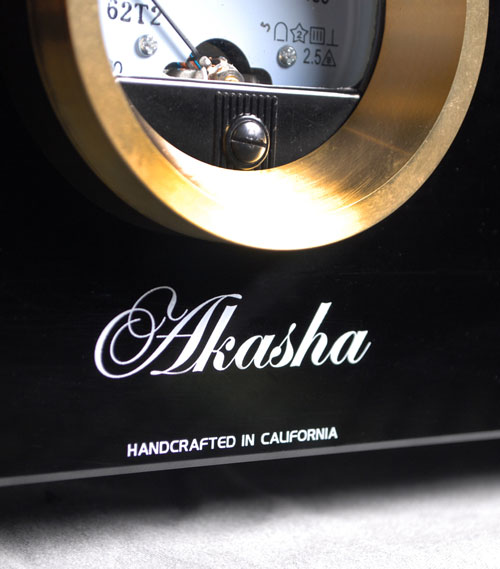 62T2
2.5
Akasha
HANDCRAFTED IN CALIFORNIA